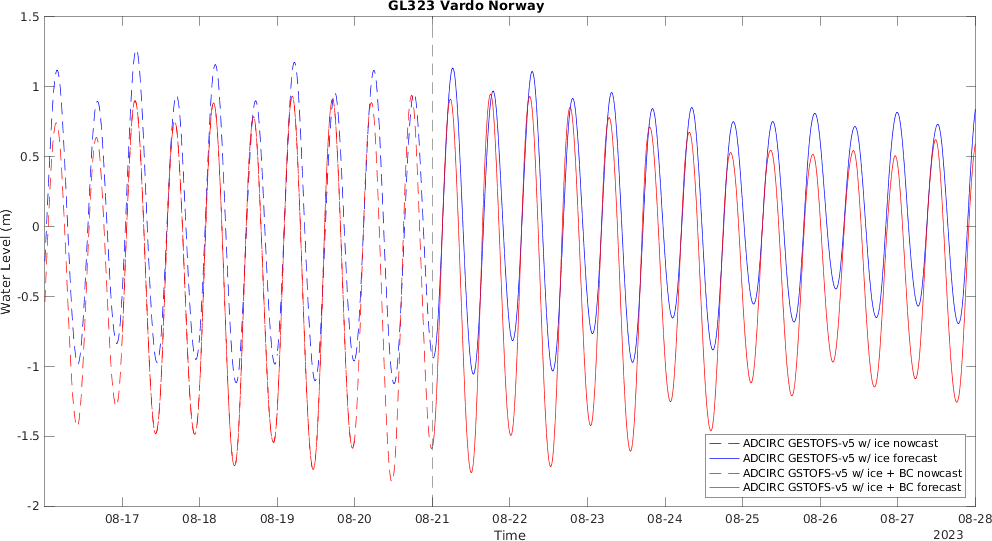 GL323 Vardo Norway
1.5
1
0.5
0
-0.5
-1
-1.5
-2
Water Level (m)
08-17 08-18 08-19 08-20 08-21 08-22 08-23 08-24 08-25 08-26 08-27 08-28
Time
2023
ADCIRC GESTOFS-v5 w/ ice nowcast
ADCIRC GESTOFS-v5 w/ ice forecast
ADCIRC GSTOFS-v5 w/ ice + BC nowcast
ADCIRC GSTOFS-v5 w/ ice + BC forecast